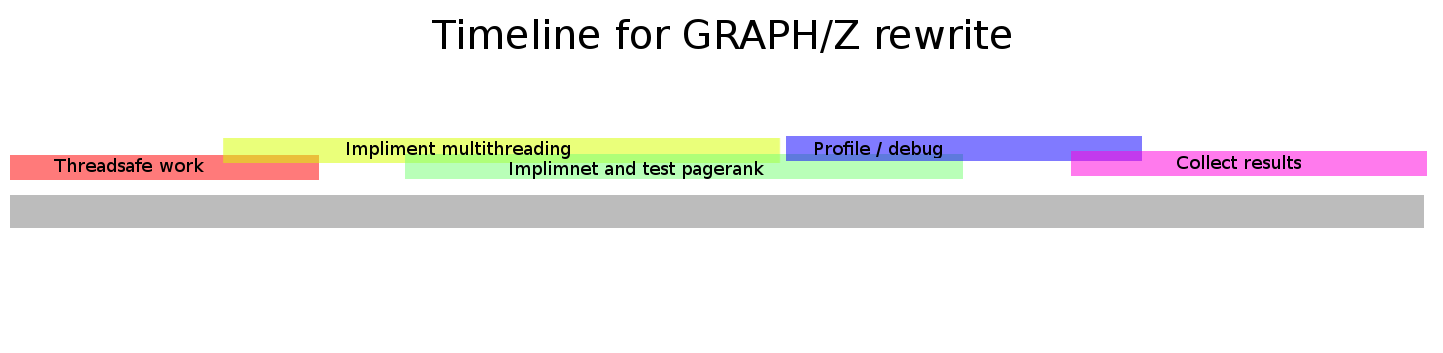 Timeline for GRAPH/Z rewrite
Threadsafe work
Impliment multithreading
Implimnet and test pagerank
Profile / debug
Collect results